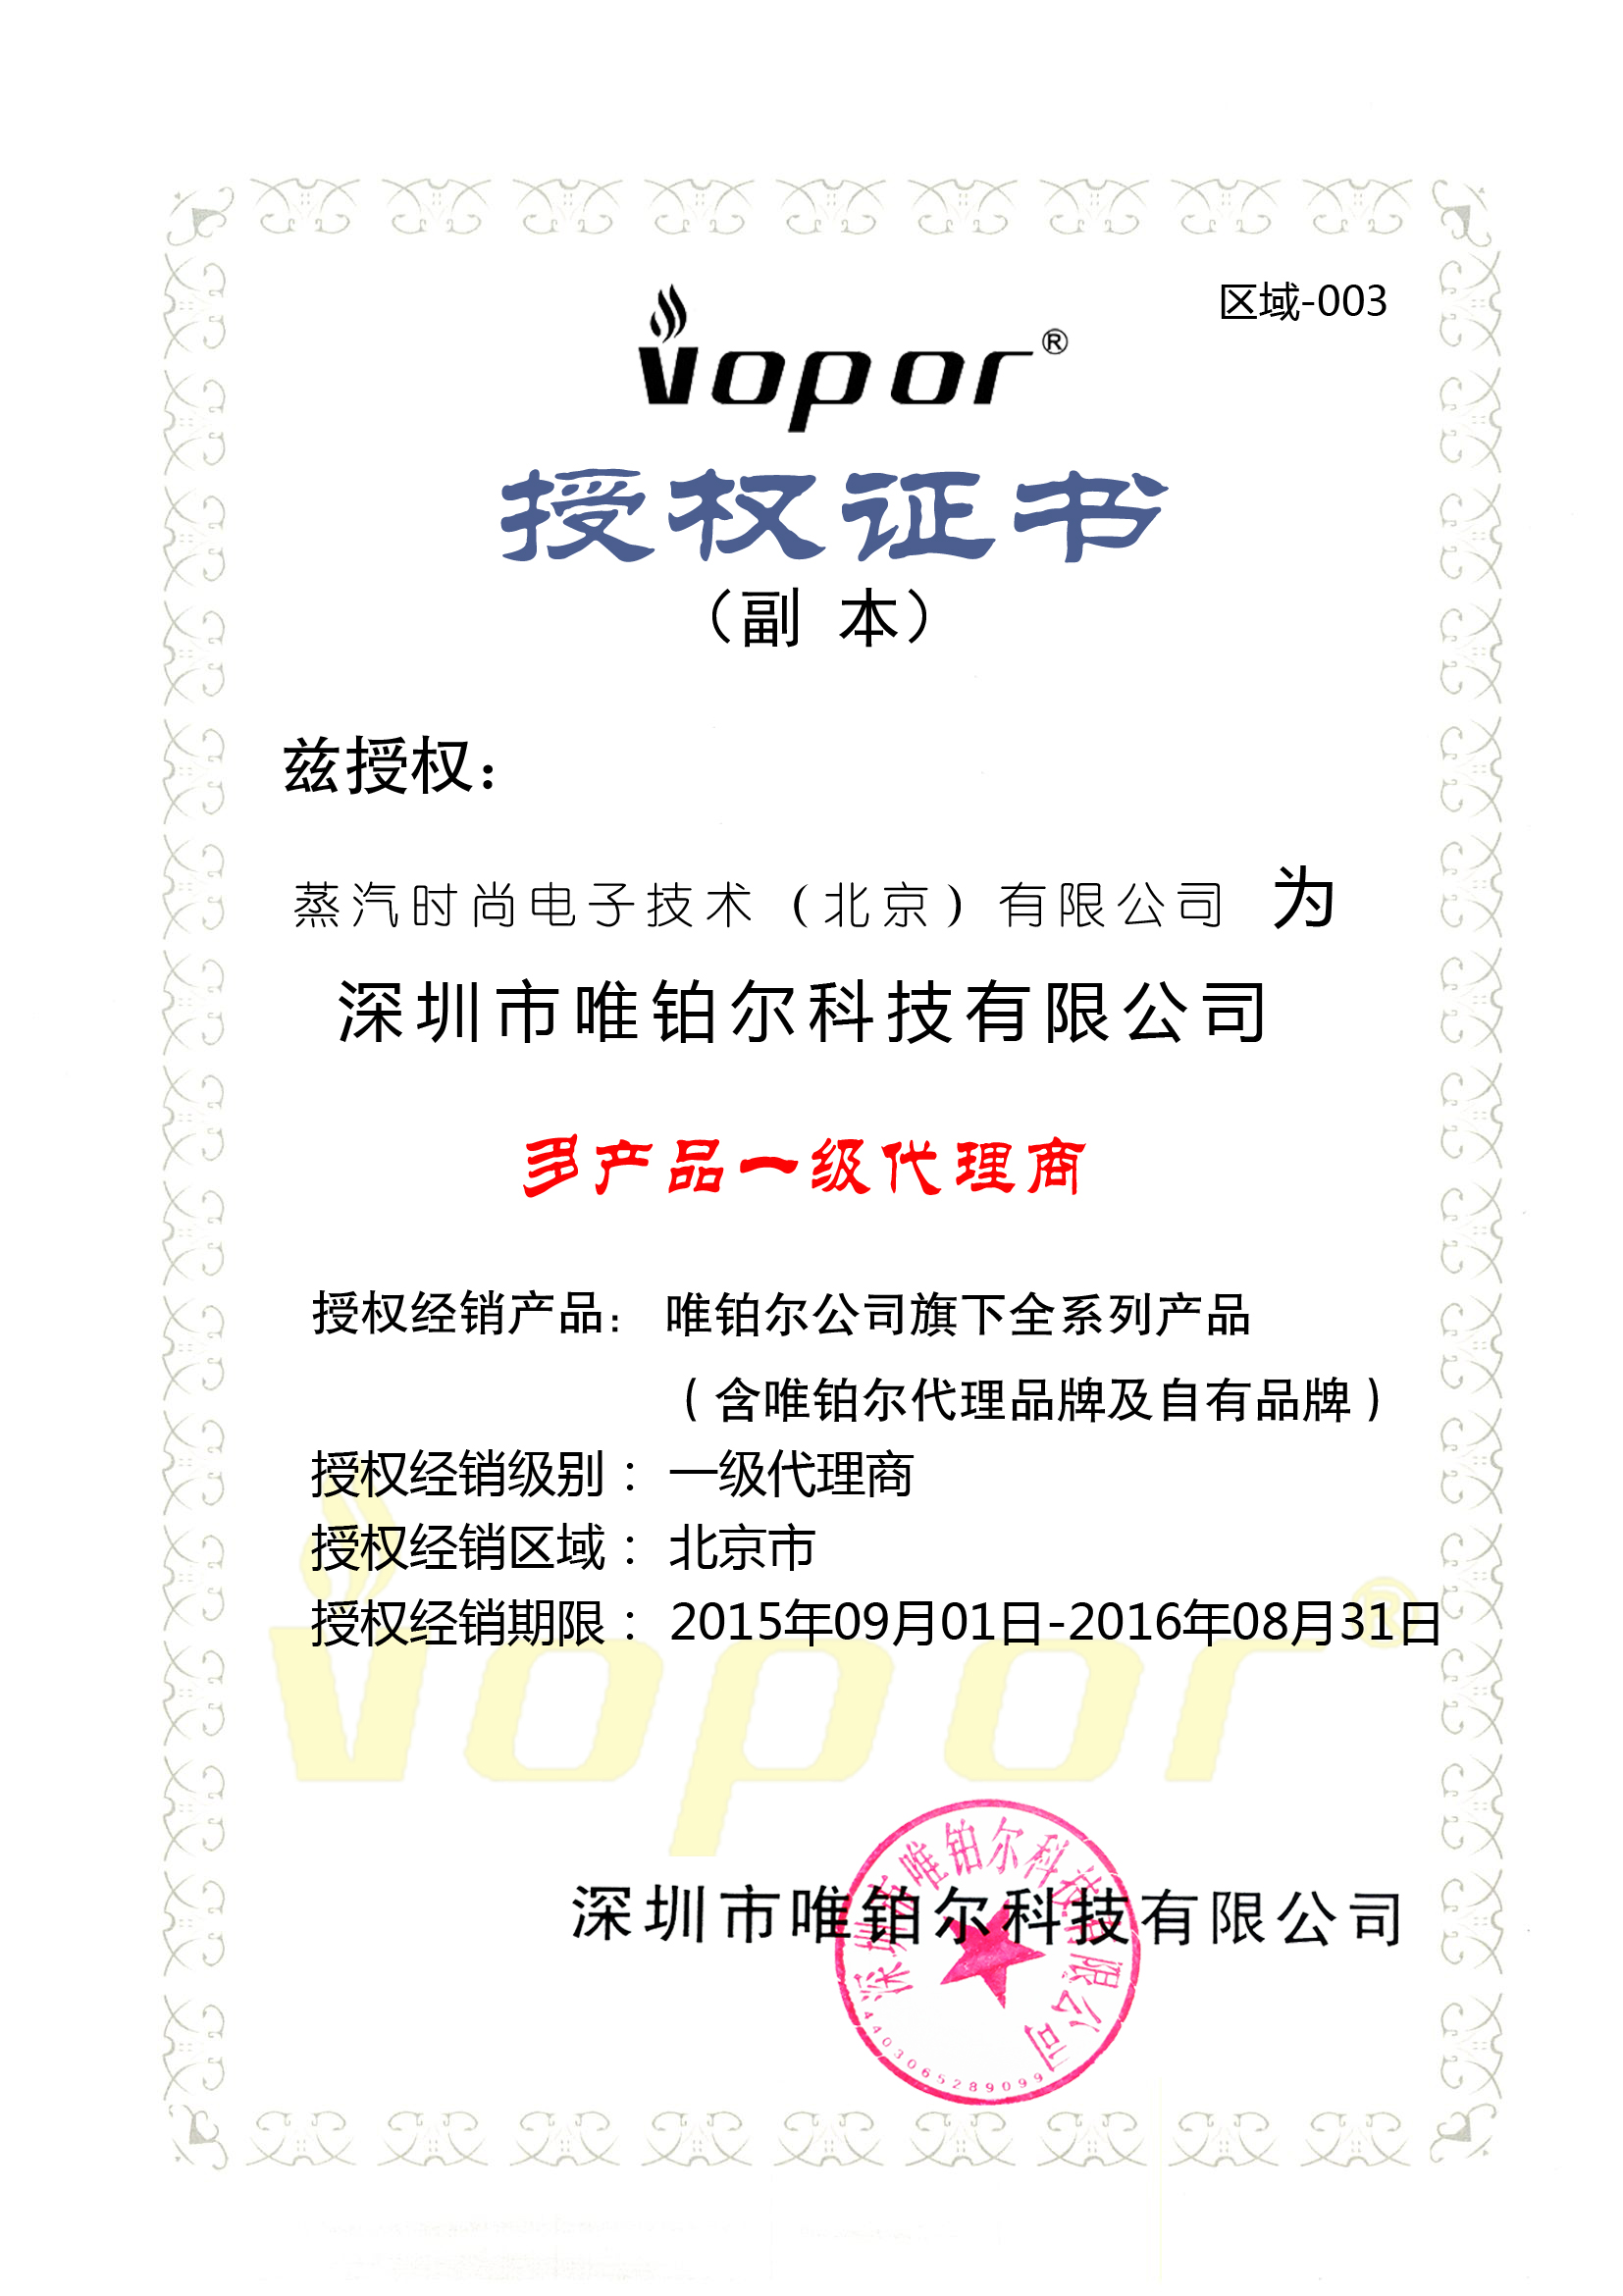 区域-003
Vopor®
授权证书
（副 本）
兹授权：
蒸汽时尚电子技术（北京）有限公司 为
深圳市唯铂尔科技有限公司
多产品一级代理商
授权经销产品： 唯铂尔公司旗下全系列产品
（含唯铂尔代理品牌及自有品牌）
授权经销级别： 一级代理商
授权经销区域： 北京市
授权经销期限： 2015年09月01日-2016年08月31日
Vopor®
深圳市唯铂尔科技有限公司
深圳市唯铂尔科技有限公司
4403065289099